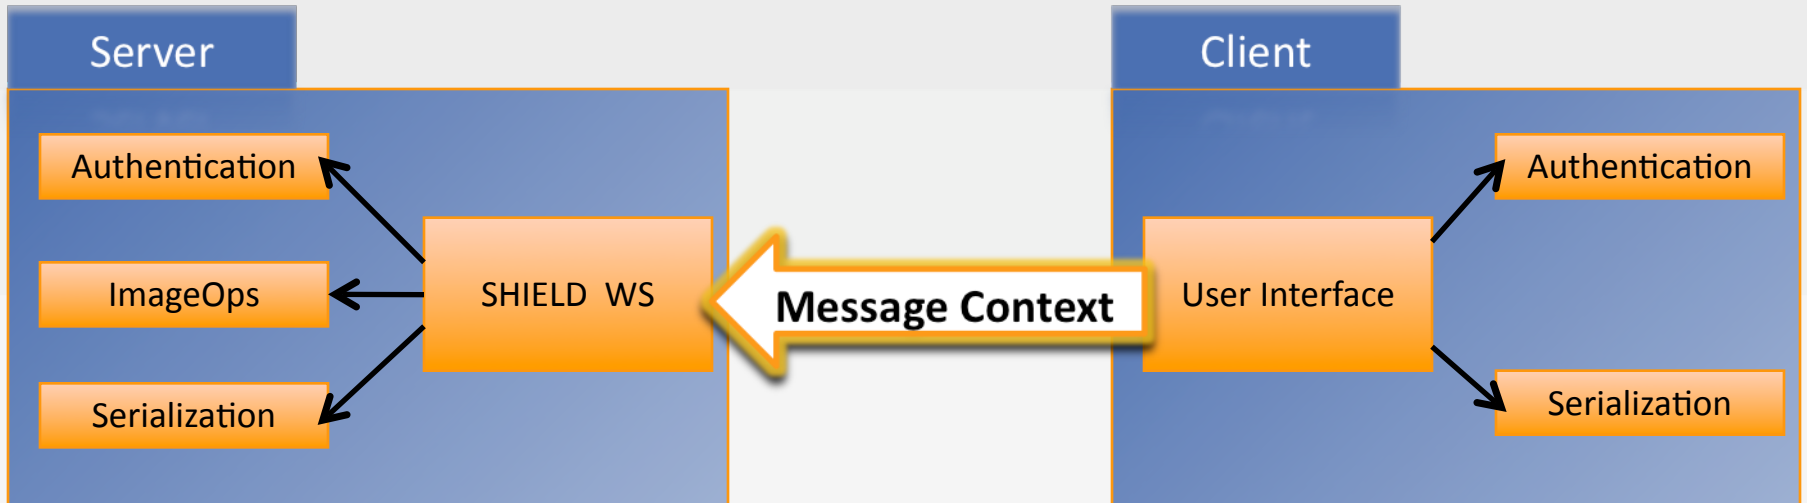 Server
Authentication
ImageOps
Serialization
SHIELD WS
Message Context
Client
User Interface
Authentication
Serialization